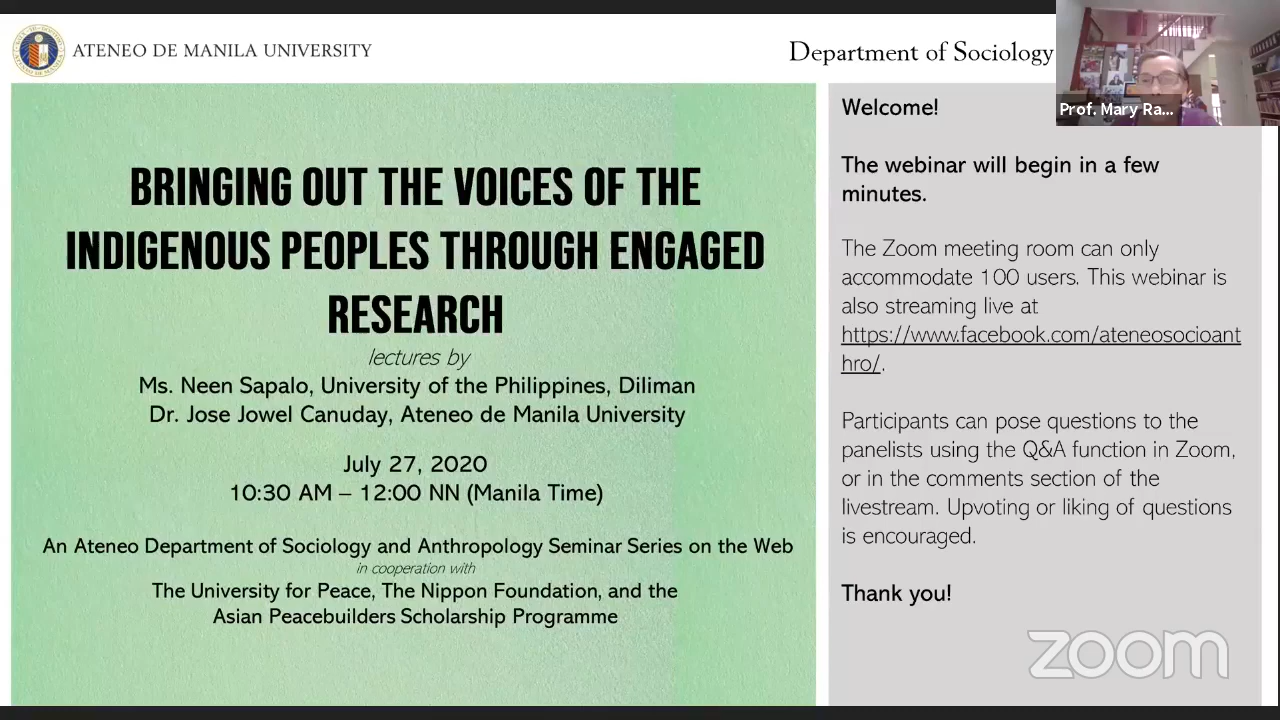 ATENEO DE MANILA UNIVERSITY
Department of Sociology
Prof. Mary Ra...
BRINGING OUT THE VOICES OF THE
INDIGENOUS PEOPLES THROUGH ENGAGED
RESEARCH
lectures by
Ms. Neen Sapalo, University of the Philippines, Diliman
Dr. Jose Jowel Canuday, Ateneo de Manila University
July 27, 2020
10:30 AM – 12:00 NN (Manila Time)
An Ateneo Department of Sociology and Anthropology Seminar Series on the Web
in cooperation with
The University for Peace, The Nippon Foundation, and the
Asian Peacebuilders Scholarship Programme
Welcome!
The webinar will begin in a few
minutes.
The Zoom meeting room can only
accommodate 100 users. This webinar is
also streaming live at
https://www.facebook.com/ateneosocioant
hro/.
Participants can pose questions to the
panelists using the Q&A function in Zoom,
or in the comments section of the
livestream. Upvoting or liking of questions
is encouraged.
Thank you!
zoom